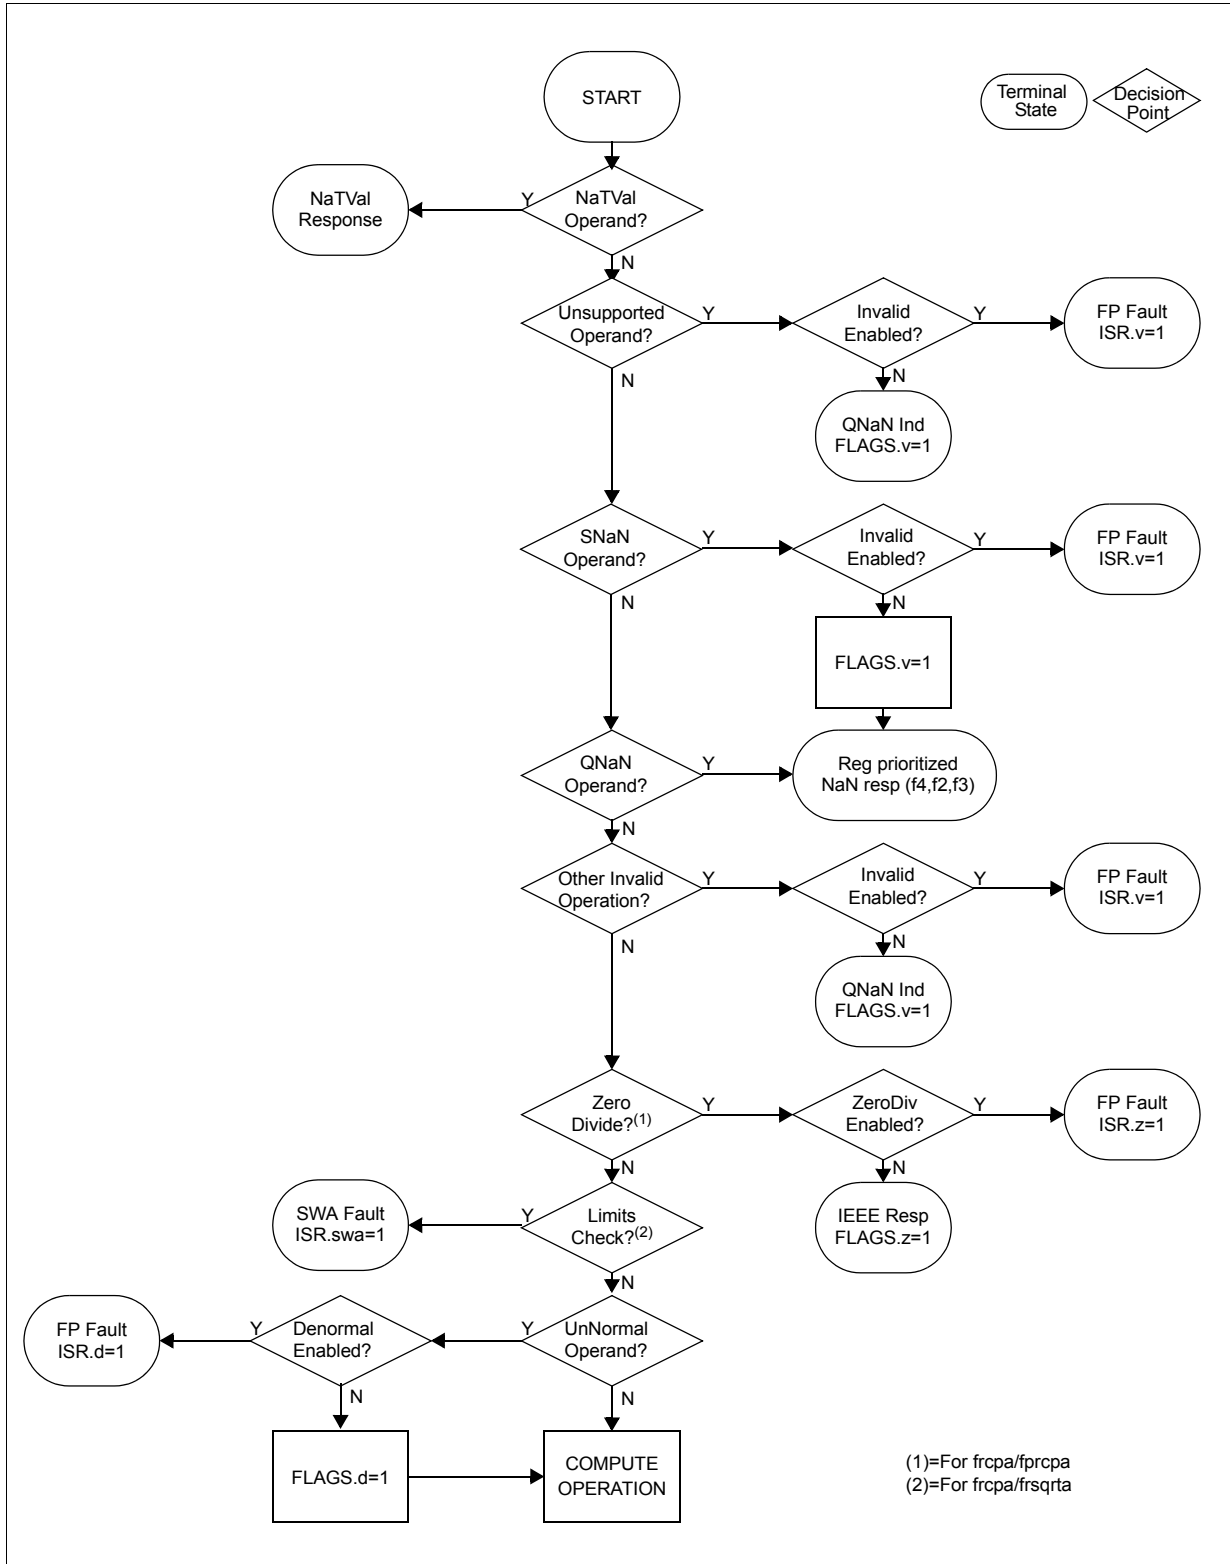 START
Terminal
State
Decision
Point
NaTVal
Response
Y
NaTVal
Operand?
N
Unsupported
Operand?
Y
Invalid
Enabled?
Y
FP Fault
ISR.v=1
N
N
QNaN Ind
FLAGS.v=1
SNaN
Operand?
Y
Invalid
Enabled?
Y
FP Fault
ISR.v=1
N
N
FLAGS.v=1
QNaN
Operand?
Y
Reg prioritized
NaN resp (f4,f2,f3)
N
Other Invalid
Operation?
Y
Invalid
Enabled?
Y
FP Fault
ISR.v=1
N
N
QNaN Ind
FLAGS.v=1
Zero
Divide?(1)
Y
ZeroDiv
Enabled?
Y
FP Fault
ISR.z=1
N
N
SWA Fault
ISR.swa=1
Y
Limits
Check?(2)
IEEE Resp
FLAGS.z=1
N
FP Fault
ISR.d=1
Y
Denormal
Enabled?
Y
UnNormal
Operand?
N
N
FLAGS.d=1
COMPUTE
OPERATION
(1)=For frcpa/fprcpa
(2)=For frcpa/frsqrta